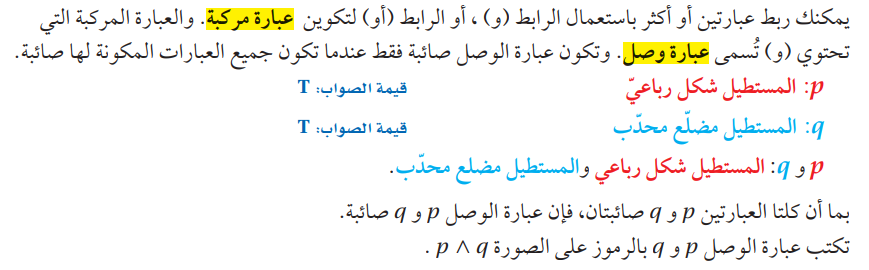 يمكنك ربط عبارتين أو أكثر باستعمال الرابط (و) ، أو الرابط (أو) لتكوين عبارة مركبة. والعبارة المركبة التي
تحتوي (و) تُسمى عبارة وصل. وتكون عبارة الوصل صائبة فقط عندما تكون جميع العبارات المكونة لها صائبة.
p: المستطيل شكل رباعيّ قيمة الصواب: T
q: المستطيل مضلّع محدّب قيمة الصواب: T
p و q: المستطيل شكل رباعي والمستطيل مضلع محدّب.
بما أن كلتا العبارتين p و q صائبتان، فإن عبارة الوصل p و q صائبة.
تكتب عبارة الوصل p و q بالرموز على الصورة p ∧ q .